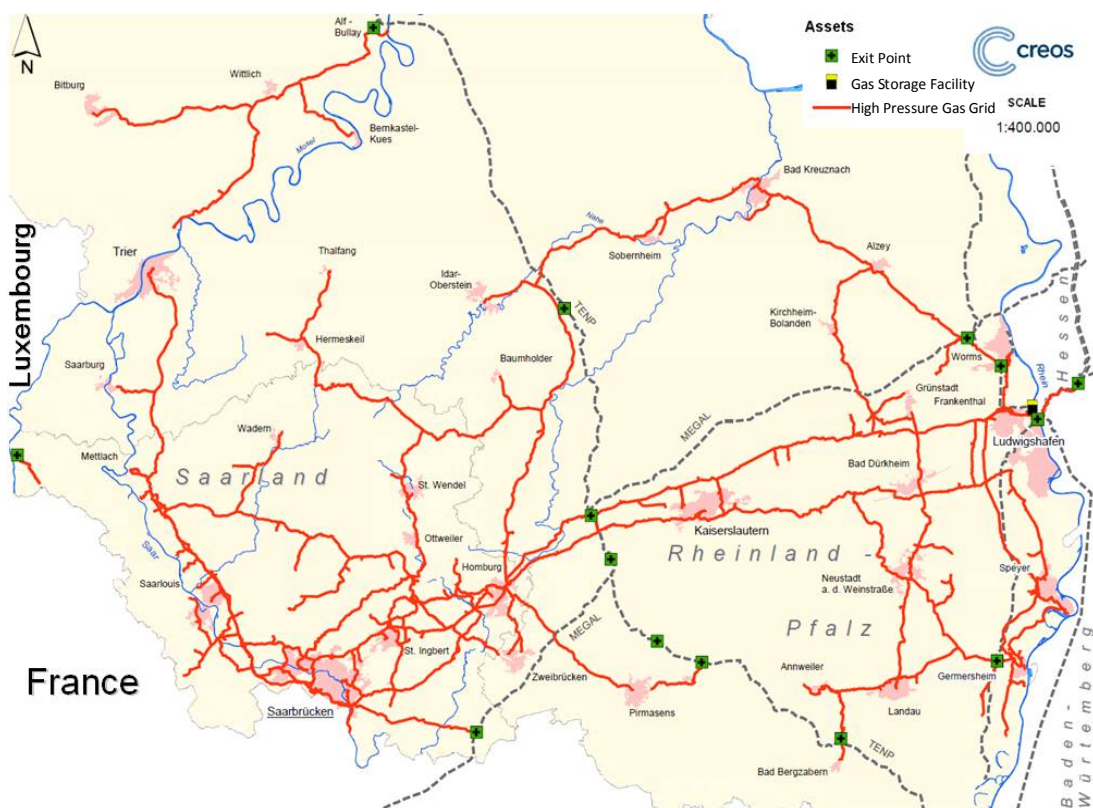 Alf -
Bullay
Assets
Exit Point
Gas Storage Facility
High Pressure Gas Grid
creos
SCALE
1:400.000
N
Wittlich
Bitburg
Bernkastel-
Kues
Mosel
Bad Kreuznach
Luxembourg
Trier
Thalfang
Idar-
Oberstein
Nahe
Sobernheim
Alzey
TENP
Kirchheim-
Bolanden
Hessen
Hermeskeil
Saarburg
Baumholder
Worms
Rhein
Grünstadt
Frankenthal
MEGAL
Wadern
Mettlach
Saarland
St. Wendel
Ludwigshafen
Bad Dürkheim
Kaiserslautern
Ottweiler
Saar
Rheinland -
Homburg
Saarlouis
Neustadt
a. d. Weinstraße
Speyer
Pfalz
MEGAL
St. Ingbert
France
Zweibrücken
Annweiler
Germersheim
Saarbrücken
Pirmasens
Landau
TENP
Bad Bergzabern
Baden-
Würtemberg